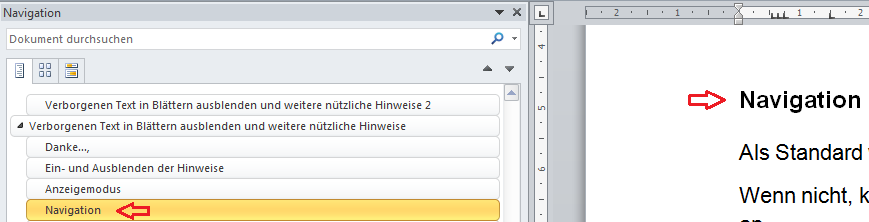 Navigation
Dokument durchsuchen
Verborgenen Text in Blättern ausblenden und weitere nützliche Hinweise 2
Verborgenen Text in Blättern ausblenden und weitere nützliche Hinweise
Danke...,
Ein- und Ausblenden der Hinweise
Anzeigemodus
Navigation
2 1 1 2
4
5
6
Navigation
Als Standard
Wenn nicht, k